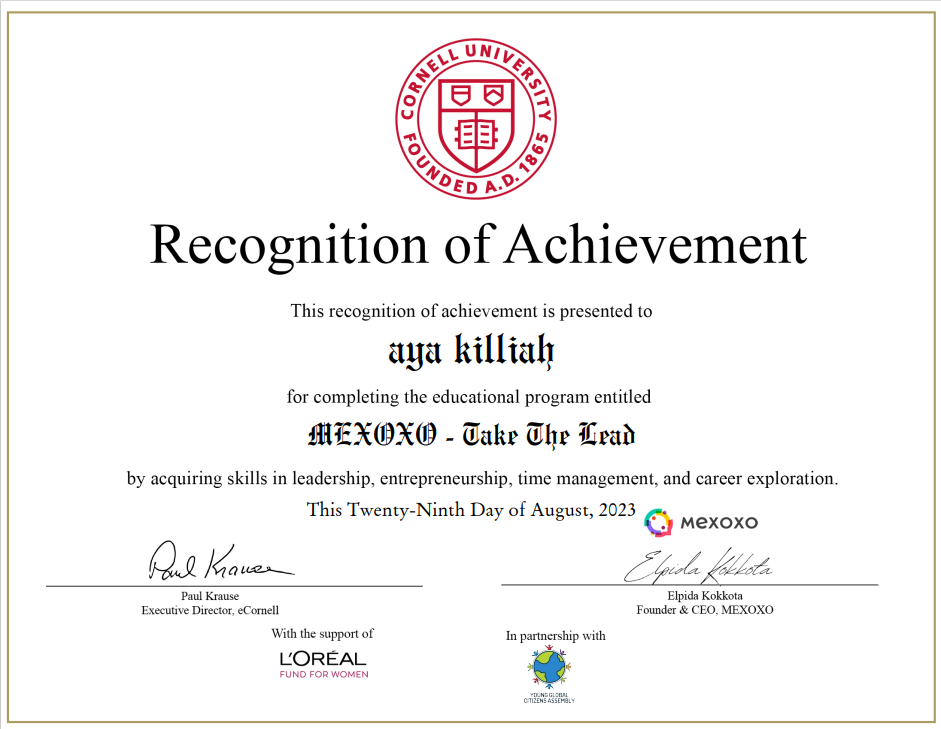 CORNELL UNIVERSITY
FOUNDED A.D. 1865
Recognition of Achievement
This recognition of achievement is presented to
aya killiah
for completing the educational program entitled
MEXOXO - Take The Lead
by acquiring skills in leadership, entrepreneurship, time management, and career exploration.
This Twenty-Ninth Day of August, 2023
mexoxo
Paul Krause
Elpida Kokkota
Paul Krause
Executive Director, eCornell
Elpida Kokkota
Founder & CEO, MEXOXO
With the support of
L'ORÉAL
FUND FOR WOMEN
In partnership with
YOUNG GLOBAL
CITIZENS ASSEMBLY